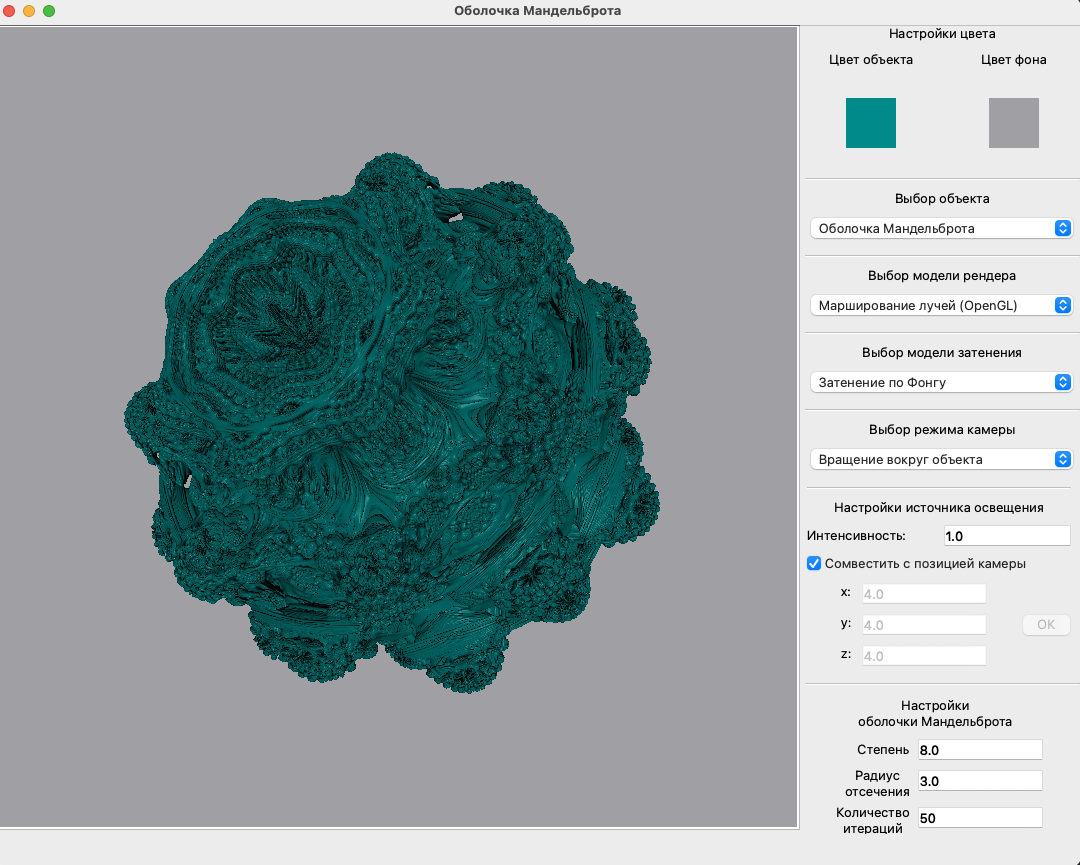 Оболочка Мандельброта
Настройки цвета
Цвет объекта
Цвет фона
Выбор объекта
Оболочка Мандельброта
Выбор модели рендера
Марширование лучей (OpenGL)
Выбор модели затенения
Затенение по Фонгу
Выбор режима камеры
Вращение вокруг объекта
Настройки источника освещения
Интенсивность: 1.0
Сомвестить с позицией камеры
x: 4.0
y: 4.0
OK
z: 4.0
Настройки
оболочки Мандельброта
Степень 8.0
Радиус
отсечения 3.0
Количество
итераций 50